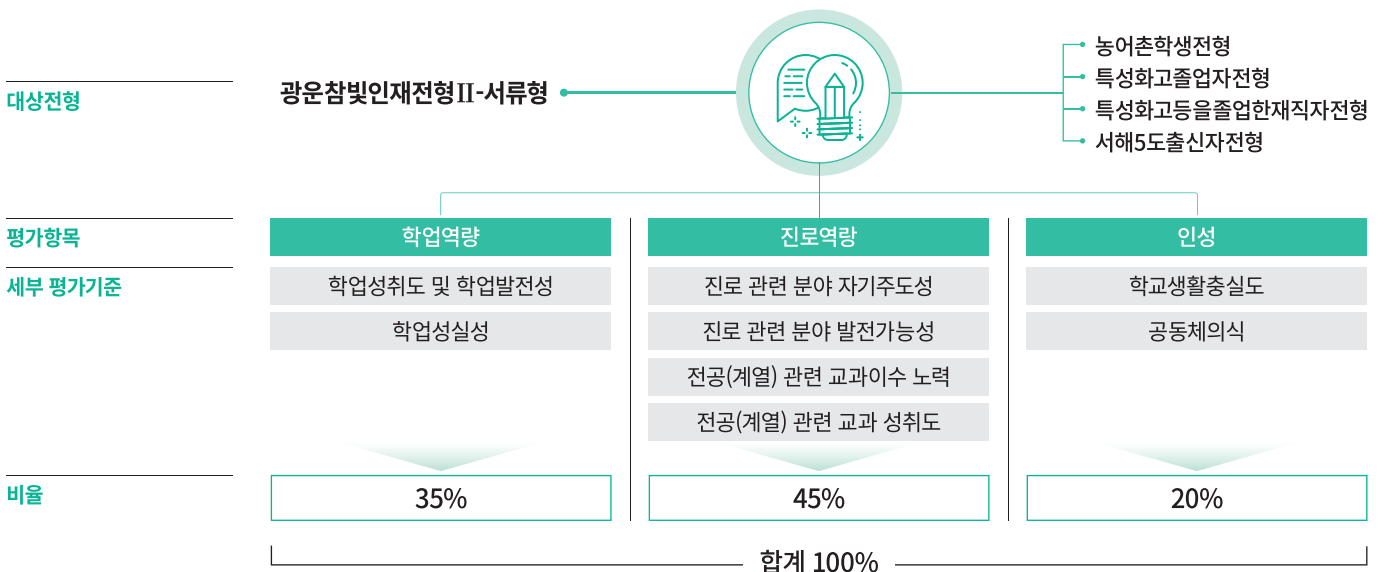 대상전형
광운참빛인재전형Ⅱ-서류형
농어촌학생전형
특성화고졸업자전형
특성화고등을졸업한재직자전형
서해5도출신자전형
평가항목
학업역량
진로역량
인성
세부 평가기준
학업성취도 및 학업발전성
진로 관련 분야 자기주도성
학교생활충실도
학업성실성
진로 관련 분야 발전가능성
공동체의식
전공(계열) 관련 교과이수 노력
전공(계열) 관련 교과 성취도
비율
35%
45%
20%
합계 100%